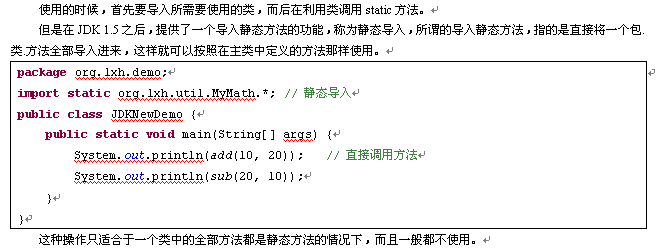 使用的时候，首先要导入所需要使用的类，而后在利用类调用 static 方法。
但是在 JDK 1.5 之后，提供了一个导入静态方法的功能，称为静态导入，所谓的导入静态方法，指的是直接将一个包.
类.方法全部导入进来，这样就可以按照在主类中定义的方法那样使用。
package org.lxh.demo;
import static org.lxh.util.MyMath.*; // 静态导入
public class JDKNewDemo {
public static void main(String[] args) {
System.out.println(add(10, 20)); // 直接调用方法
System.out.println(sub(20, 10));
}
}
这种操作只适合于一个类中的全部方法都是静态方法的情况下，而且一般都不使用。